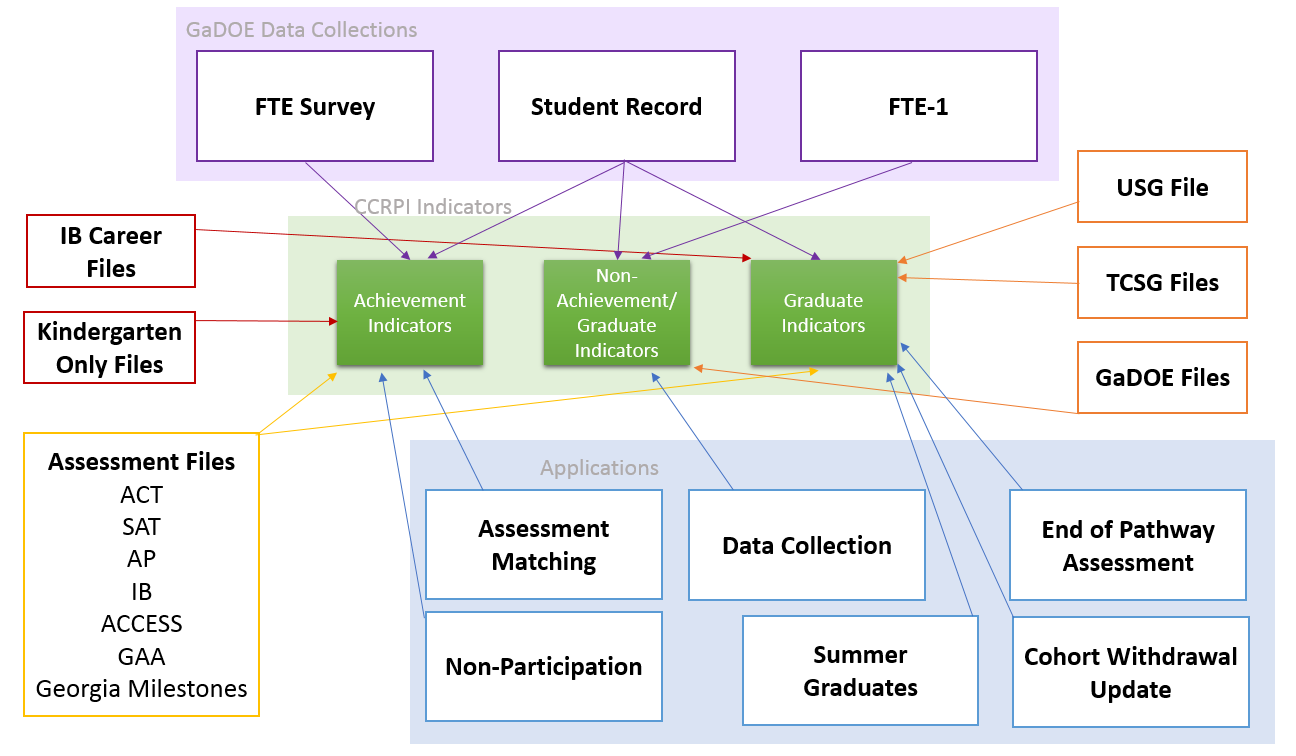 GaDOE Data Collections
FTE Survey
Student Record
FTE-1
USG File
CCRPI Indicators
IB Career
Files
TCSG Files
Achievement
Indicators
Non-
Achievement/
Graduate
Indicators
Graduate
Indicators
Kindergarten
Only Files
GaDOE Files
Assessment Files
ACT
SAT
AP
IB
ACCESS
GAA
Georgia Milestones
Applications
Assessment
Matching
Data Collection
End of Pathway
Assessment
Non-Participation
Summer
Graduates
Cohort Withdrawal
Update